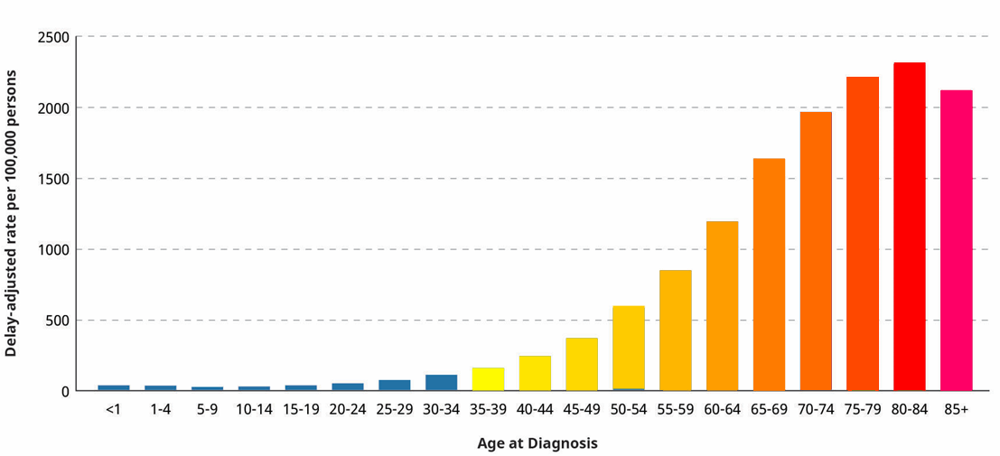 Delay-adjusted rate per 100,000 persons
2500
2000
1500
1000
500
0
<1 1-4 5-9 10-14 15-19 20-24 25-29 30-34 35-39 40-44 45-49 50-54 55-59 60-64 65-69 70-74 75-79 80-84 85+
Age at Diagnosis